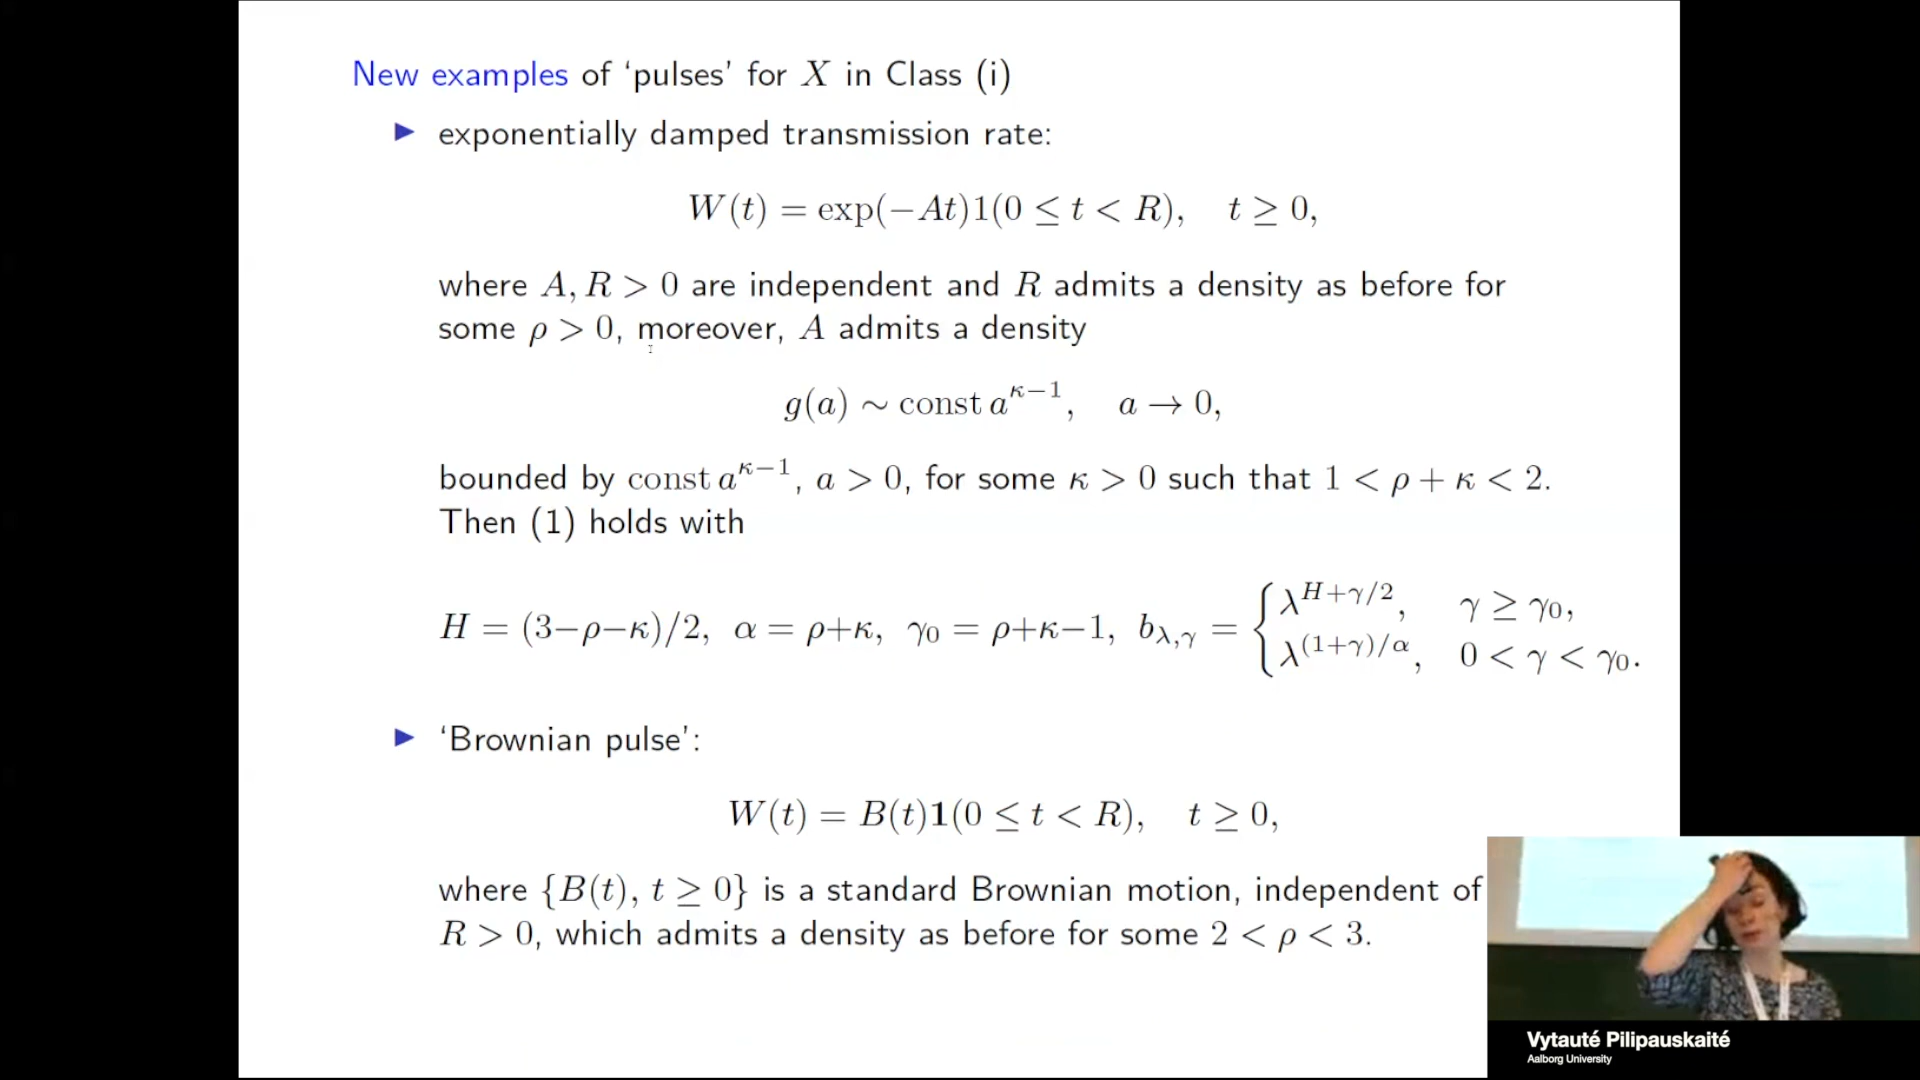 New examples of ‘pulses’ for X in Class (i)
▶ exponentially damped transmission rate:
W(t) = exp(−At)1(0 ≤ t < R), t ≥ 0,
where A, R > 0 are independent and R admits a density as before for
some ρ > 0, moreover, A admits a density
g(a) ∼ const a^{κ−1}, a → 0,
bounded by const a^{κ−1}, a > 0, for some κ > 0 such that 1 < ρ + κ < 2.
Then (1) holds with
H = (3−ρ−κ)/2, α = ρ+κ, γ₀ = ρ+κ−1, b_{λ,γ} = { λ^{H+γ/2}, γ ≥ γ₀,
λ^{(1+γ)/α}, 0 < γ < γ₀.
▶ ‘Brownian pulse’:
W(t) = B(t)1(0 ≤ t < R), t ≥ 0,
where {B(t), t ≥ 0} is a standard Brownian motion, independent of
R > 0, which admits a density as before for some 2 < ρ < 3.
Vytauté Pilipauskaité
Aalborg University